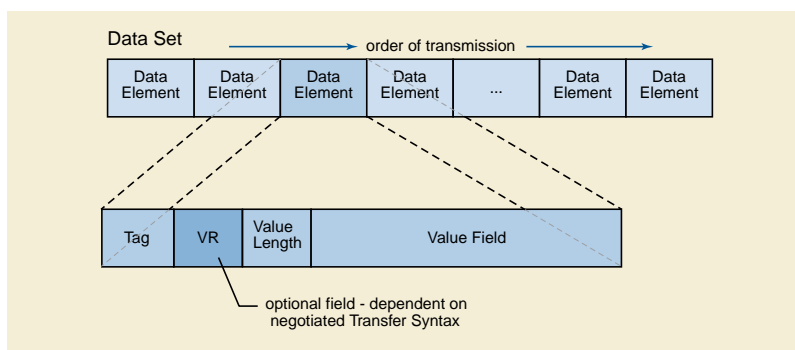 Data Set
order of transmission
Data Element
Data Element
Data Element
Data Element
...
Data Element
Data Element
Tag
VR
Value Length
Value Field
optional field - dependent on
negotiated Transfer Syntax